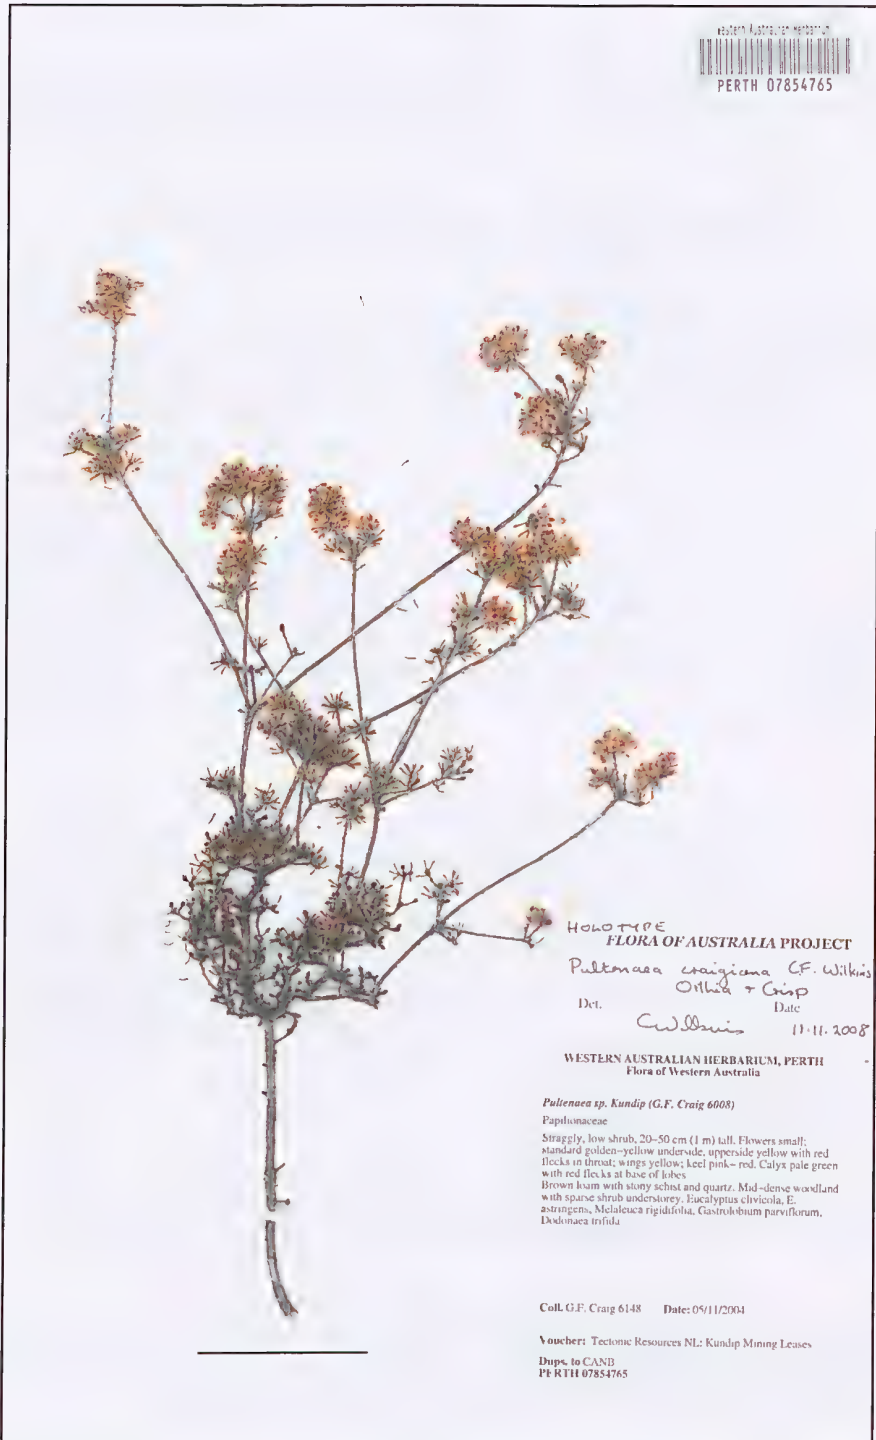 Western Australian Herbarium
PERTH 07854765
HOLOTYPE
FLORA OF AUSTRALIA PROJECT
Pultenaea craigiana C.F. Wilkins
Orthia + Crisp
Det. Date
C Wilkins 11.11.2008
WESTERN AUSTRALIAN HERBARIUM, PERTH
Flora of Western Australia
Pultenaea sp. Kundip (G.F. Craig 6008)
Papilionaceae
Straggly, low shrub, 20-50 cm (1 m) tall. Flowers small;
standard golden-yellow underside, upperside yellow with red
flecks in throat; wings yellow; keel pink-red. Calyx pale green
with red flecks at base of lobes
Brown loam with stony schist and quartz. Mid-dense woodland
with sparse shrub understorey. Eucalyptus clivicola, E.
astringens, Melaleuca rigidifolia, Gastrolobium parviflorum,
Dodonaea trifida
Coll. G.F. Craig 6148 Date: 05/11/2004
Voucher: Tectonic Resources NL: Kundip Mining Leases
Dups. to CANB
PERTH 07854765